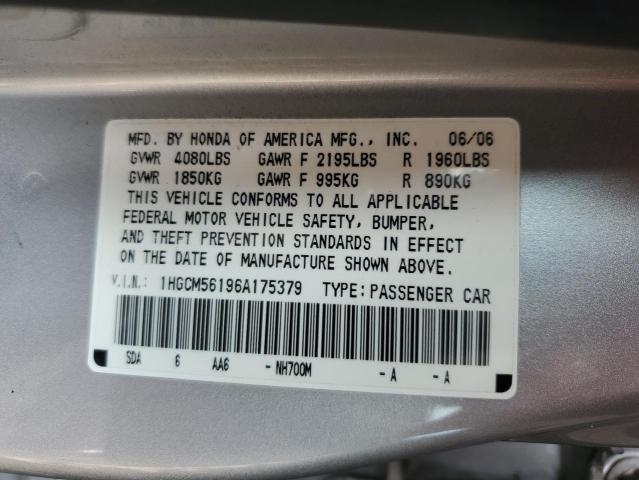 MFD. BY HONDA OF AMERICA MFG., INC. 06/06
GVWR 4080LBS GAWR F 2195LBS R 1960LBS
GVWR 1850KG GAWR F 995KG R 890KG
THIS VEHICLE CONFORMS TO ALL APPLICABLE
FEDERAL MOTOR VEHICLE SAFETY, BUMPER,
AND THEFT PREVENTION STANDARDS IN EFFECT
ON THE DATE OF MANUFACTURE SHOWN ABOVE.
V.I.N.: 1HGCM56196A175379 TYPE: PASSENGER CAR
SDA 6 AA6 - NH700M - A - A